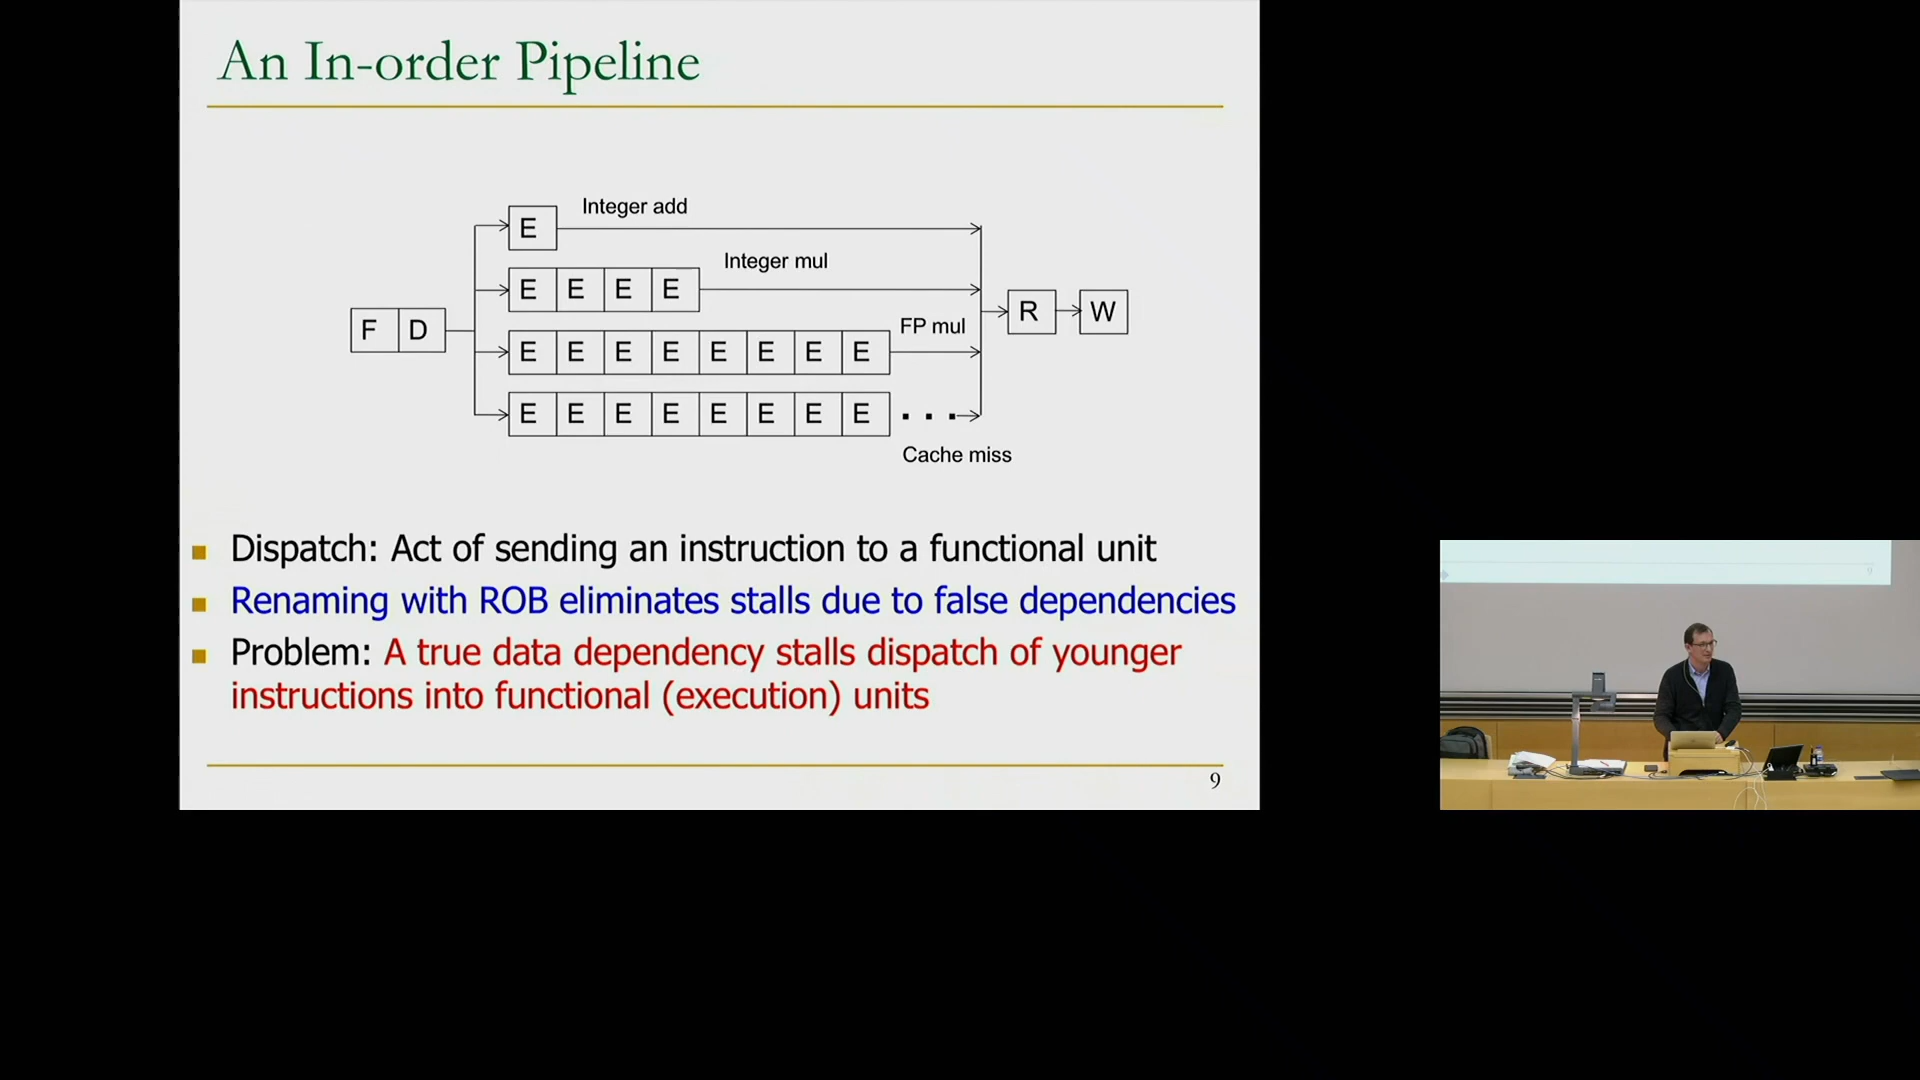 An In-order Pipeline
E
Integer add
E E E E
Integer mul
F D
E E E E E E E E
FP mul
R W
E E E E E E E E . . .
Cache miss
Dispatch: Act of sending an instruction to a functional unit
Renaming with ROB eliminates stalls due to false dependencies
Problem: A true data dependency stalls dispatch of younger
instructions into functional (execution) units
9
9